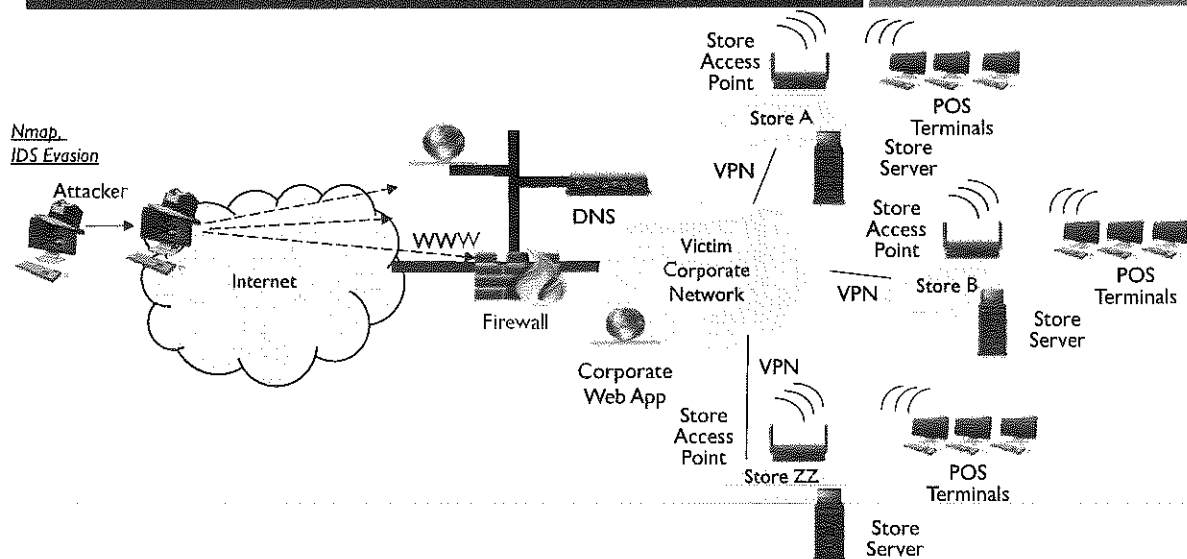 Nmap,
IDS Evasion
Attacker
Internet
WWW
DNS
Firewall
Corporate
Web App
Victim
Corporate
Network
VPN
Store
Access
Point
Store A
Store
Server
POS
Terminals
VPN
Store
Access
Point
Store B
Store
Server
POS
Terminals
VPN
Store
Access
Point
Store ZZ
Store
Server
POS
Terminals